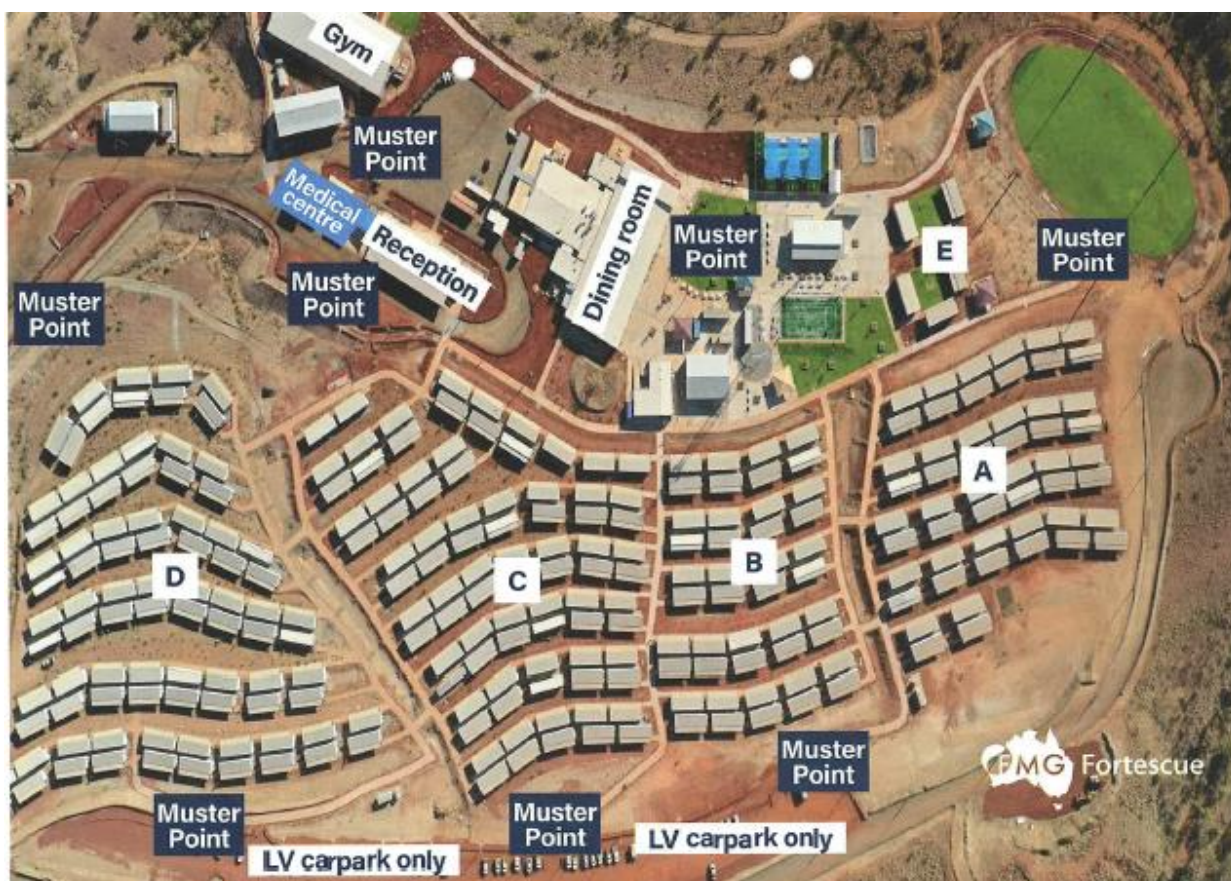 Gym
Muster
Point
Medical
centre
Reception
Dining room
Muster
Point
E
Muster
Point
Muster
Point
Muster
Point
A
B
C
D
FMG Fortescue
Muster
Point
Muster
Point
Muster
Point
LV carpark only
LV carpark only